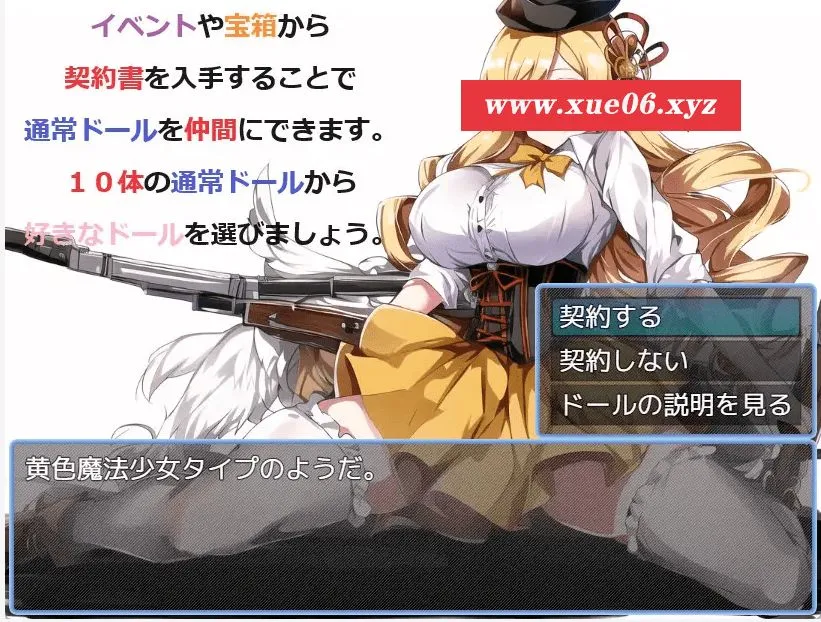 イベントや宝箱から
契約書を入手することで
通常ドールを仲間にできます。
１０体の通常ドールから
好きなドールを選びましょう。
www.xue06.xyz
契約する
契約しない
ドールの説明を見る
黄色魔法少女タイプのようだ。